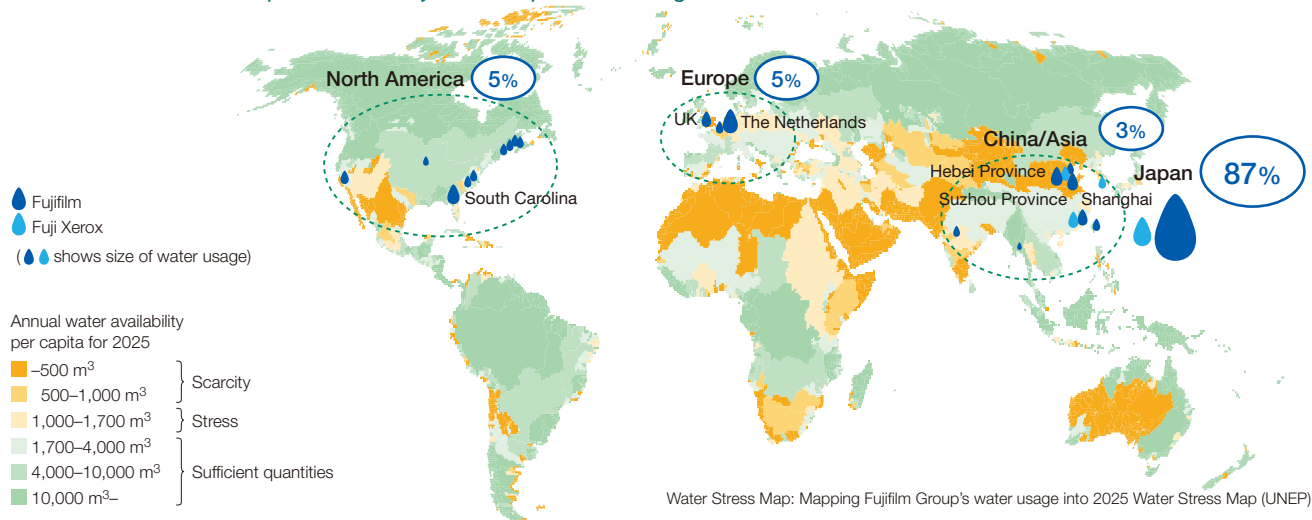 North America 5%
Europe 5%
UK
The Netherlands
China/Asia 3%
Hebei Province
Japan 87%
Suzhou Province
Shanghai
South Carolina
Fujifilm
Fuji Xerox
( shows size of water usage)
Annual water availability
per capita for 2025
–500 m³
500–1,000 m³
Scarcity
1,000–1,700 m³
Stress
1,700–4,000 m³
4,000–10,000 m³
Sufficient quantities
10,000 m³–
Water Stress Map: Mapping Fujifilm Group's water usage into 2025 Water Stress Map (UNEP)